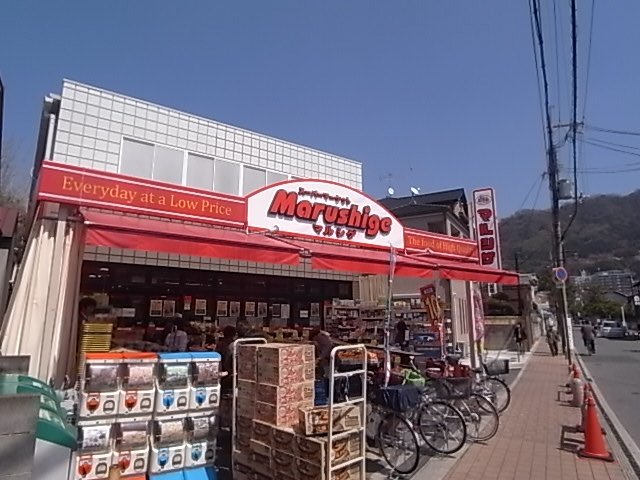 Everyday at a Low Price
スーパーマーケット
Marushige
マルシゲ
The food of High Quality
マルシゲ